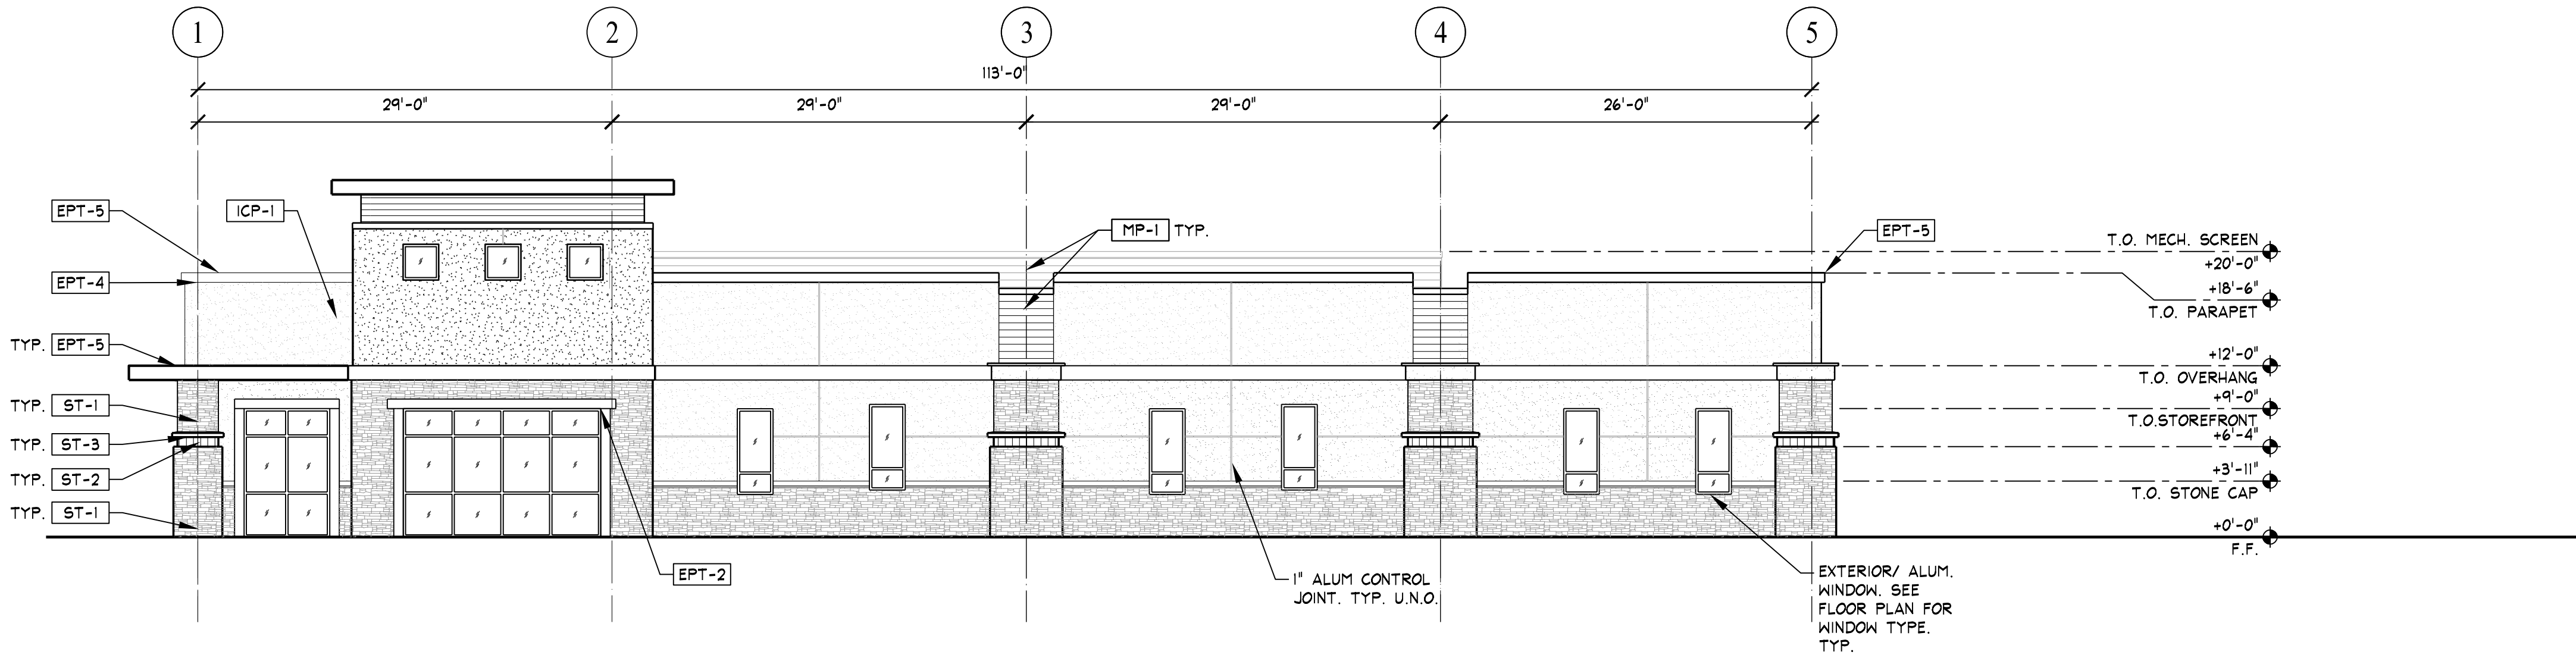 1
2
3
4
5
113'-0"
29'-0"
29'-0"
29'-0"
26'-0"
EPT-5
ICP-1
MP-1 TYP.
EPT-5
EPT-4
TYP. EPT-5
TYP. ST-1
TYP. ST-3
TYP. ST-2
TYP. ST-1
T.O. MECH. SCREEN
+20'-0"
+18'-6"
T.O. PARAPET
+12'-0"
T.O. OVERHANG
+9'-0"
T.O.STOREFRONT
+6'-4"
+3'-11"
T.O. STONE CAP
+0'-0"
F.F.
EPT-2
1" ALUM CONTROL
JOINT. TYP. U.N.O.
EXTERIOR/ ALUM.
WINDOW. SEE
FLOOR PLAN FOR
WINDOW TYPE.
TYP.